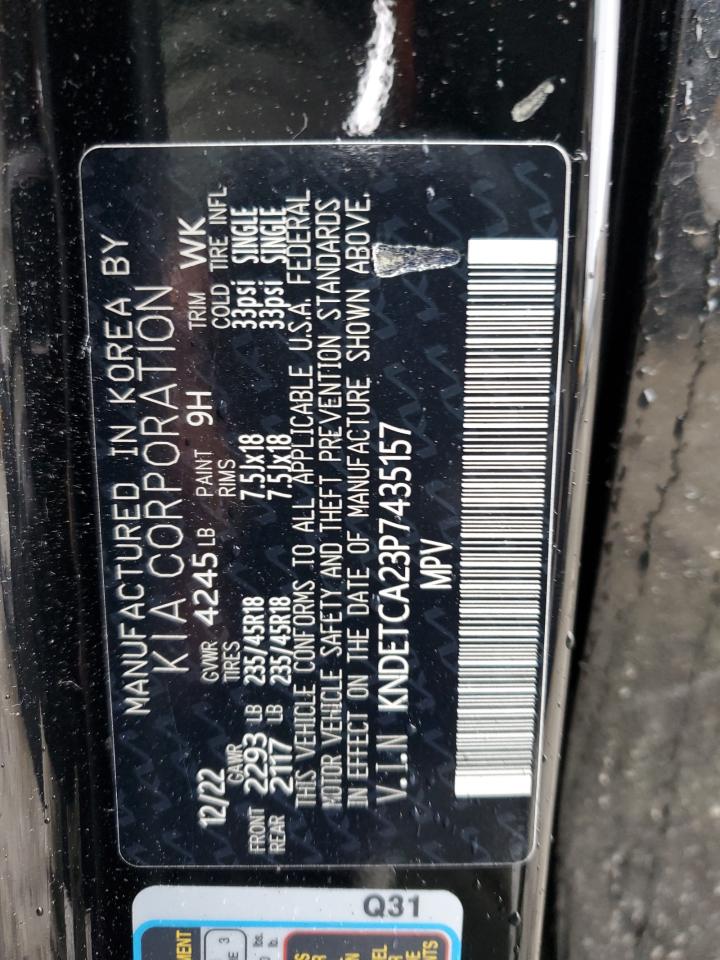 MANUFACTURED IN KOREA BY
KIA CORPORATION
12/22 GVWR 4245 LB PAINT 9H TRIM WK
GAWR TIRES RIMS COLD TIRE INFL
FRONT 2293 LB 235/45R18 7.5Jx18 33psi SINGLE
REAR 2117 LB 235/45R18 7.5Jx18 33psi SINGLE
THIS VEHICLE CONFORMS TO ALL APPLICABLE U.S.A. FEDERAL
MOTOR VEHICLE SAFETY AND THEFT PREVENTION STANDARDS
IN EFFECT ON THE DATE OF MANUFACTURE SHOWN ABOVE.
V.I.N KNDETCA23P7435157
MPV
Q31